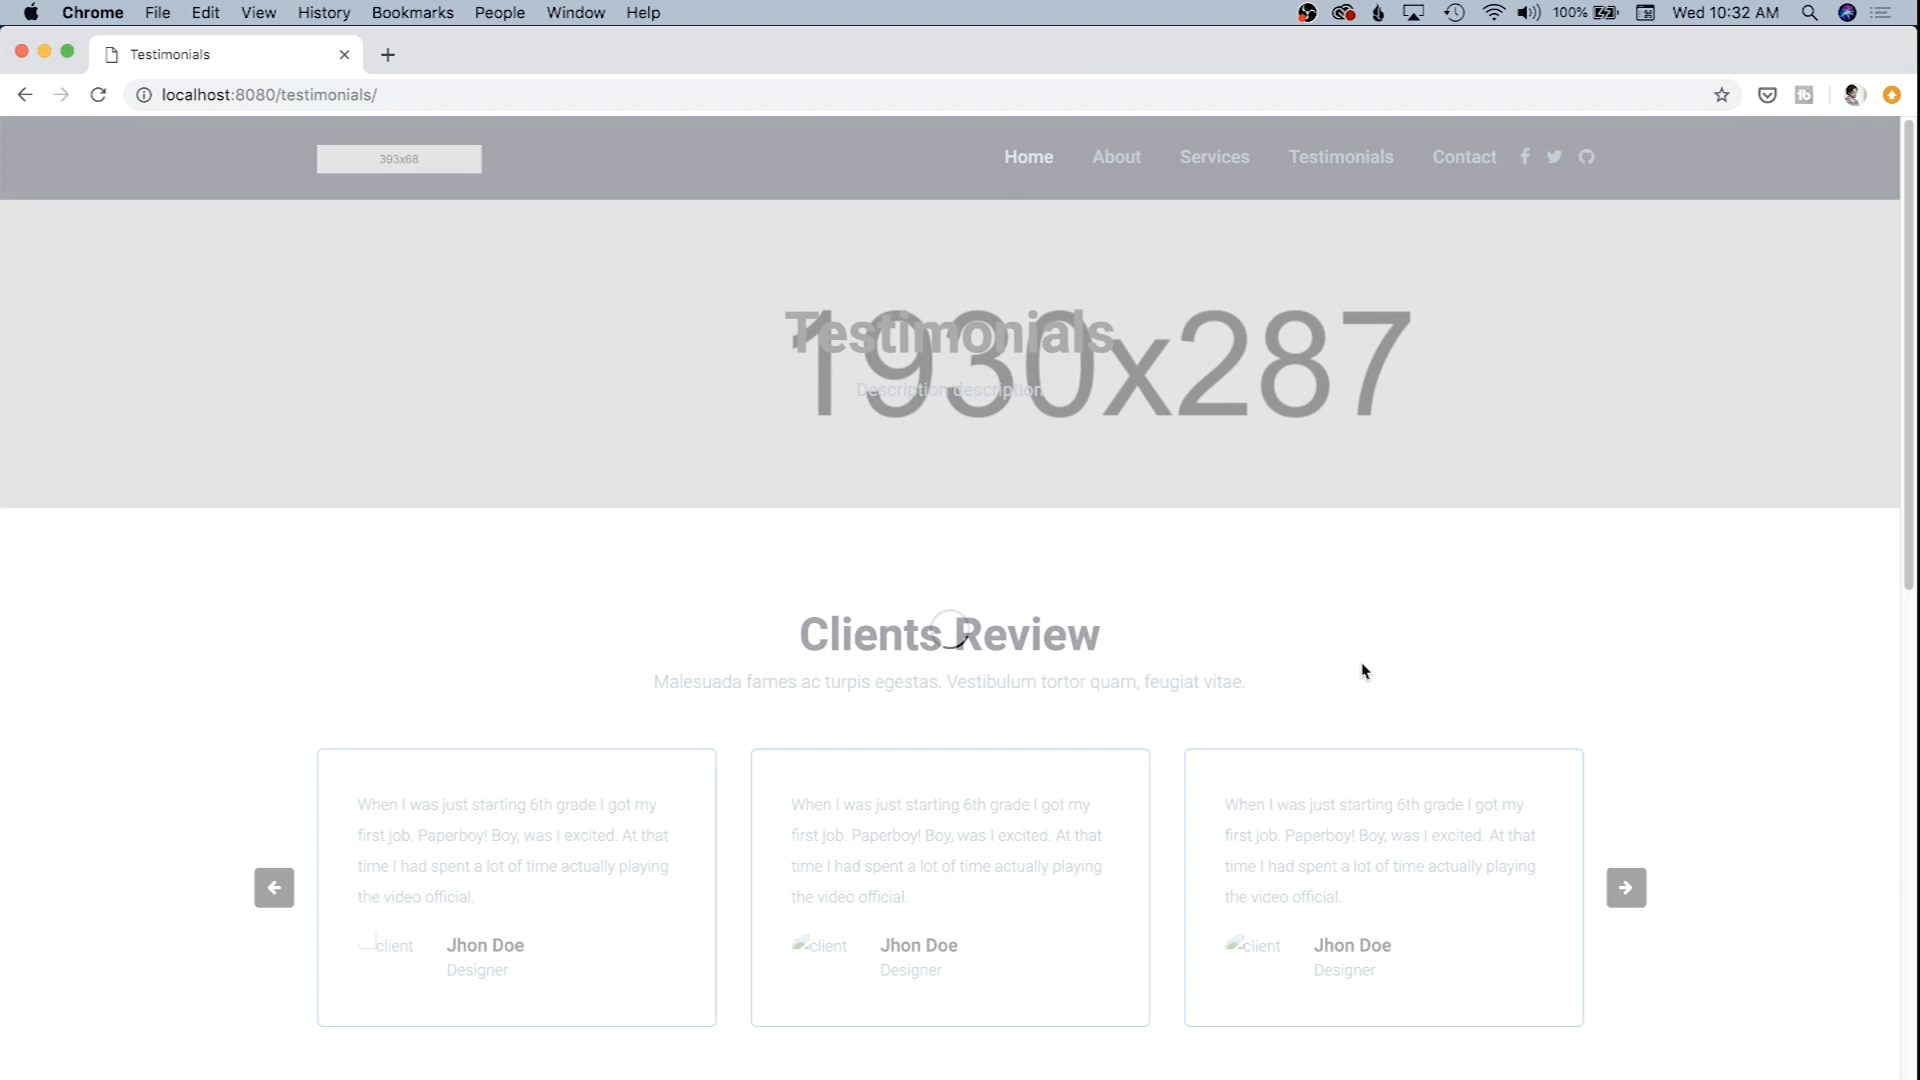 Chrome File Edit View History Bookmarks People Window Help 100% Wed 10:32 AM
Testimonials
localhost:8080/testimonials/
393x68 Home About Services Testimonials Contact
1930x287
Testimonials
Description description
Clients Review
Malesuada fames ac turpis egestas. Vestibulum tortor quam, feugiat vitae.
When I was just starting 6th grade I got my
first job. Paperboy! Boy, was I excited. At that
time I had spent a lot of time actually playing
the video official.
client Jhon Doe
Designer
When I was just starting 6th grade I got my
first job. Paperboy! Boy, was I excited. At that
time I had spent a lot of time actually playing
the video official.
client Jhon Doe
Designer
When I was just starting 6th grade I got my
first job. Paperboy! Boy, was I excited. At that
time I had spent a lot of time actually playing
the video official.
client Jhon Doe
Designer